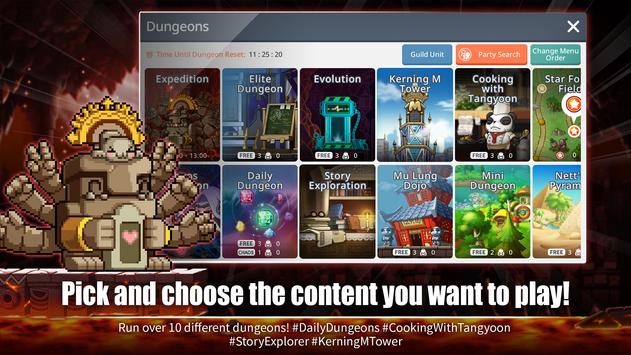 Dungeons
Time Until Dungeon Reset: 11 : 25 : 20
Guild Unit
Party Search
Change Menu
Order
Expedition
Elite
Dungeon
Evolution
Kerning M
Tower
Cooking
with
Tangyoon
Star Fo
Field
- 13:00
FREE 3 0
FREE 3 0
FREE 3 0
FREE 3 0
Daily
Dungeon
Story
Exploration
Mu Lung
Dojo
Mini
Dungeon
Nett'
Pyram
FREE 3 0
CHAOS 1 0
FREE 3 0
FREE 2 0
Pick and choose the content you want to play!
Run over 10 different dungeons! #DailyDungeons #CookingWithTangyoon
#StoryExplorer #KerningMTower